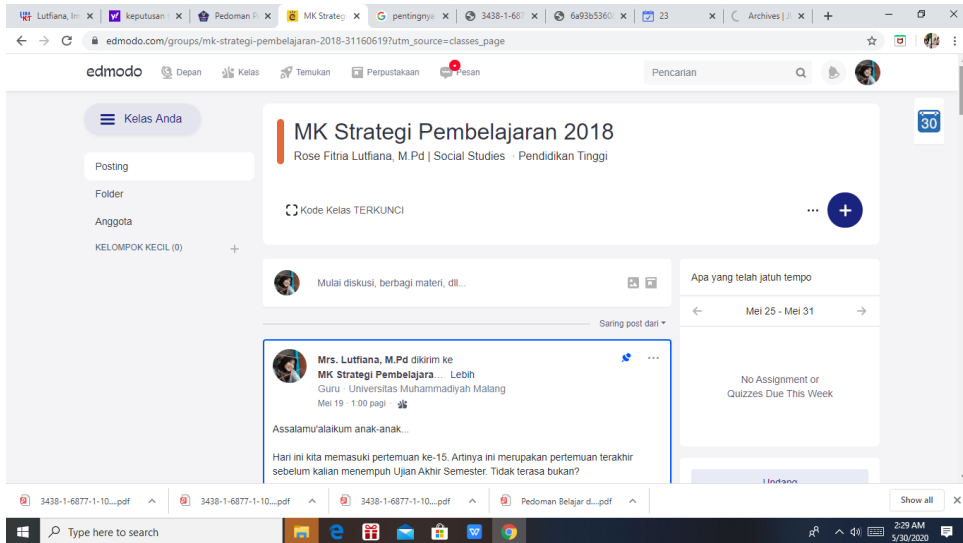 Lutfiana, Im
keputusan
Pedoman P
MK Strateg
pentingnya
3438-1-687
6a93b5360
23
Archives | J
edmodo.com/groups/mk-strategi-pembelajaran-2018-31160619?utm_source=classes_page
edmodo
Depan
Kelas
Temukan
Perpustakaan
Pesan
Pencarian
Kelas Anda
Posting
Folder
Anggota
KELOMPOK KECIL (0)
MK Strategi Pembelajaran 2018
Rose Fitria Lutfiana, M.Pd | Social Studies · Pendidikan Tinggi
Kode Kelas TERKUNCI
30
Mulai diskusi, berbagi materi, dll...
Saring post dari
Mrs. Lutfiana, M.Pd dikirim ke
MK Strategi Pembelajara... Lebih
Guru · Universitas Muhammadiyah Malang
Mei 19 · 1:00 pagi ·
Assalamu'alaikum anak-anak...
Hari ini kita memasuki pertemuan ke-15. Artinya ini merupakan pertemuan terakhir
sebelum kalian menempuh Ujian Akhir Semester. Tidak terasa bukan?
Apa yang telah jatuh tempo
Mei 25 - Mei 31
No Assignment or
Quizzes Due This Week
Undang
3438-1-6877-1-10....pdf
3438-1-6877-1-10....pdf
3438-1-6877-1-10....pdf
Pedoman Belajar d....pdf
Show all
Type here to search
2:29 AM
5/30/2020